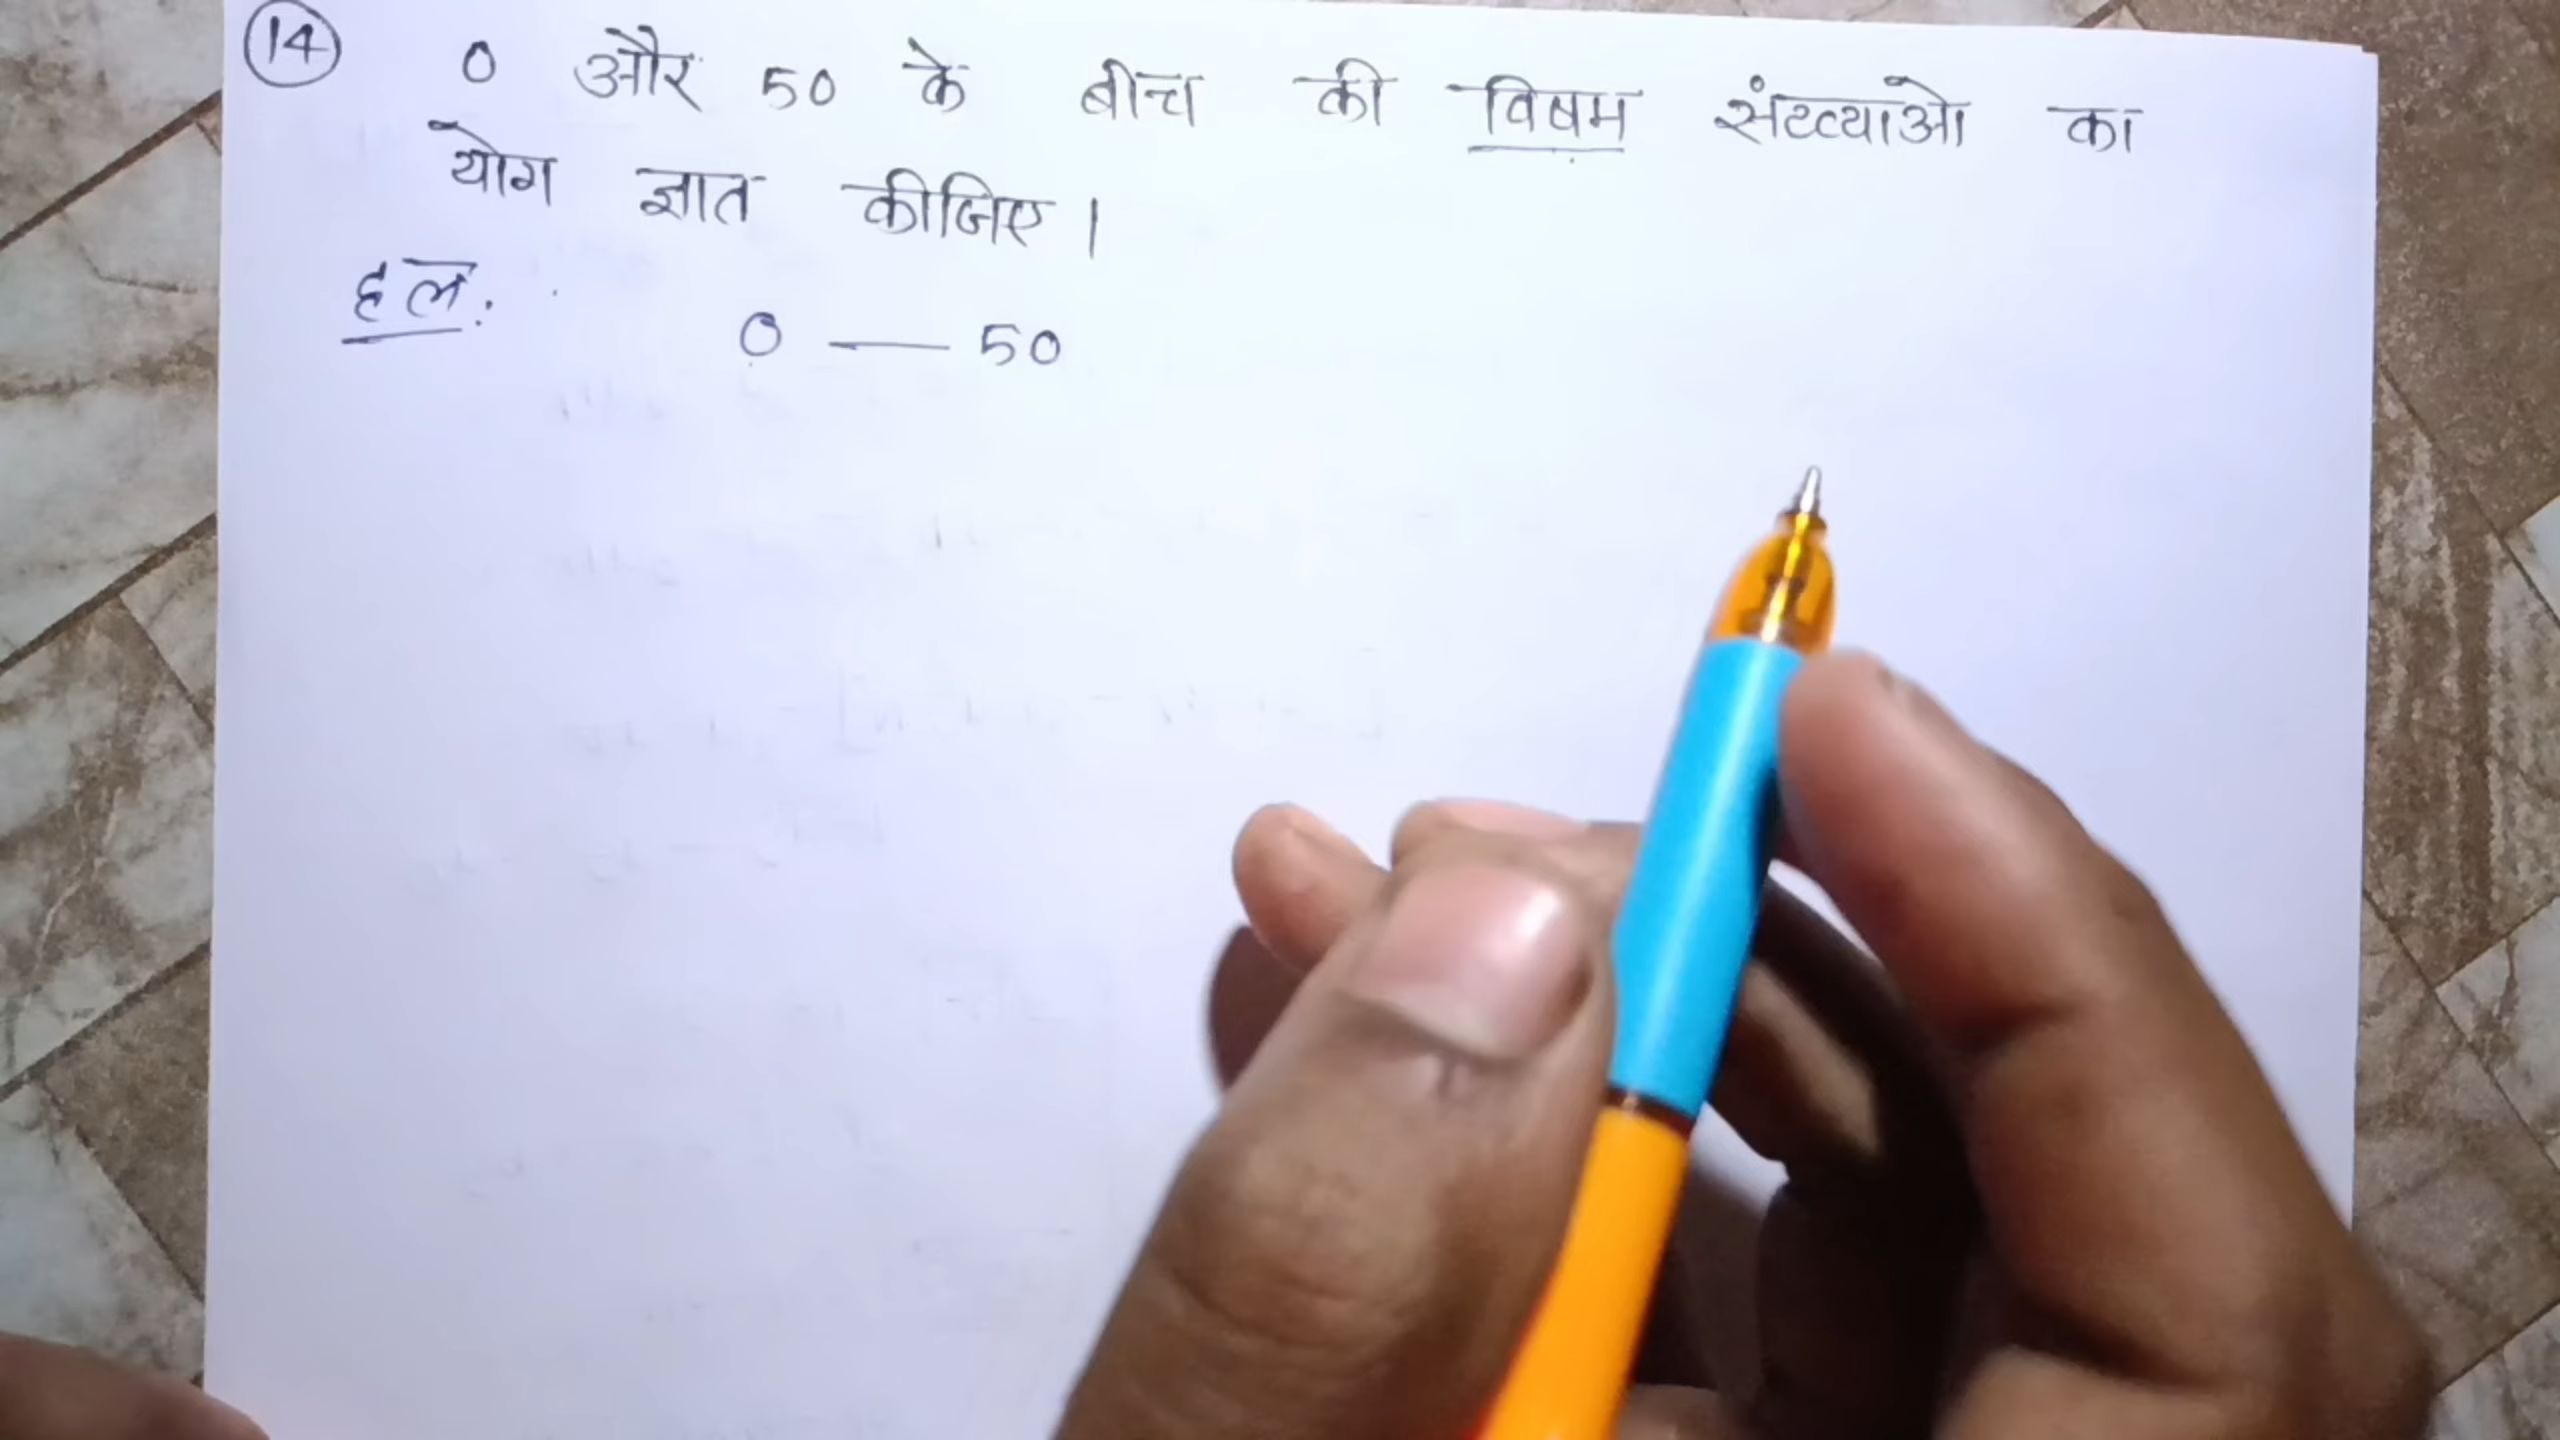 14 0 और 50 के बीच की विषम संख्याओ का
योग ज्ञात कीजिए।
हल.
0 — 50